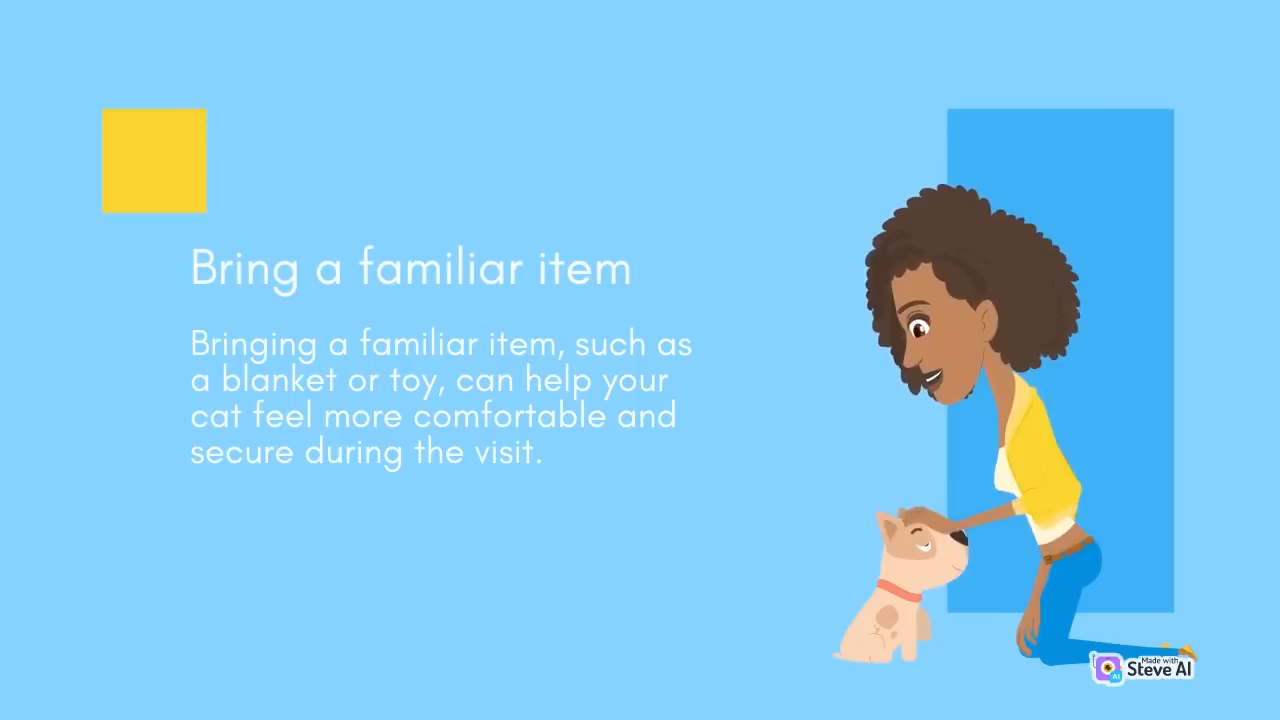 Bring a familiar item
Bringing a familiar item, such as
a blanket or toy, can help your
cat feel more comfortable and
secure during the visit.
Made with
Steve AI
AI